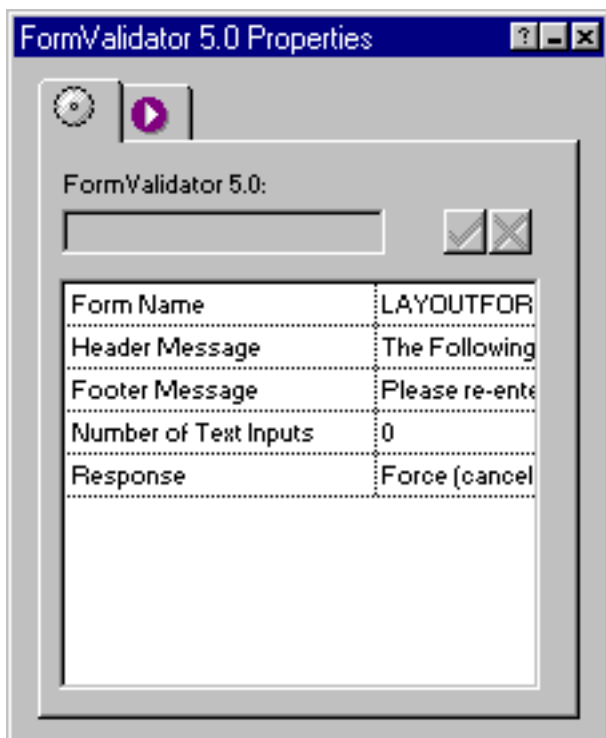 FormValidator 5.0 Properties
FormValidator 5.0:
Form Name LAYOUTFOR
Header Message The Following
Footer Message Please re-ente
Number of Text Inputs 0
Response Force (cancel